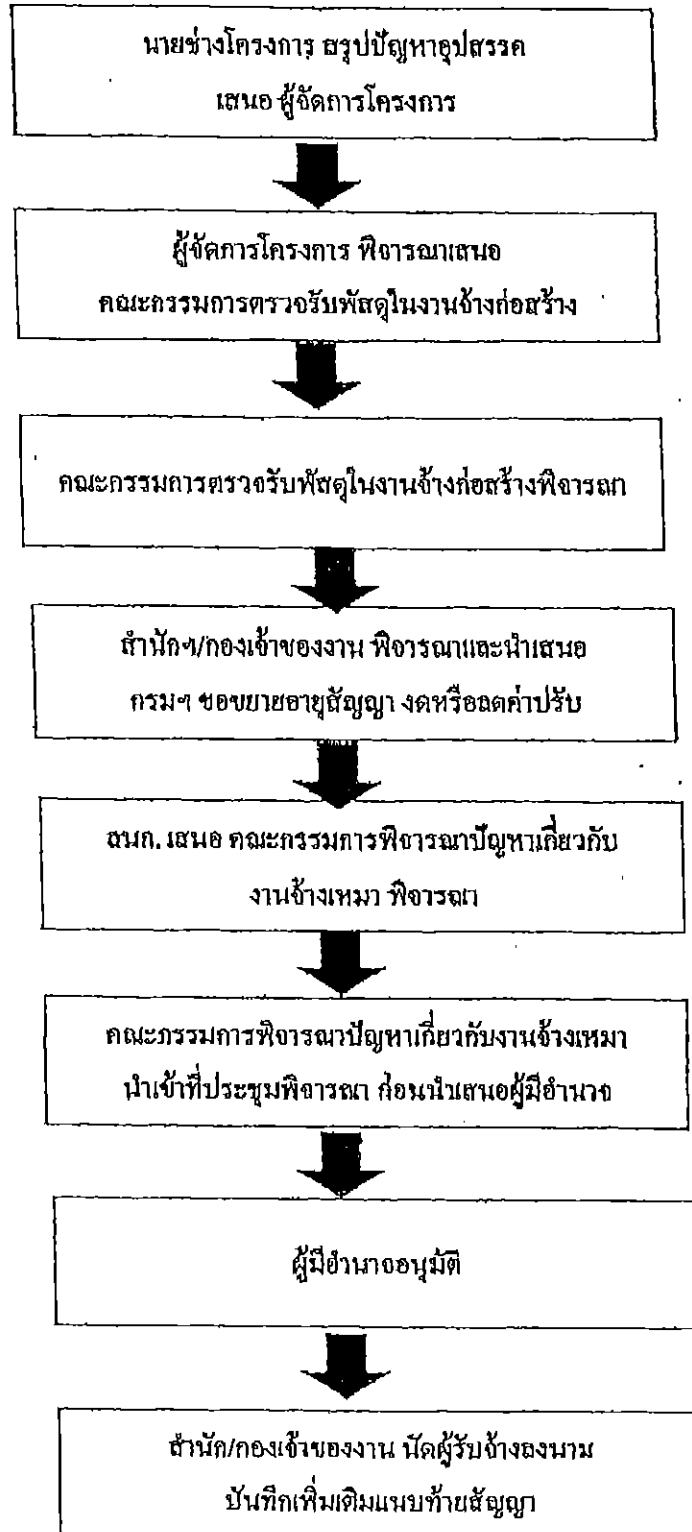 นายช่างโครงการ สรุปปัญหาอุปสรรค
เสนอ ผู้จัดการโครงการ
ผู้จัดการโครงการ พิจารณาเสนอ
คณะกรรมการตรวจรับพัสดุในงานจ้างก่อสร้าง
คณะกรรมการตรวจรับพัสดุในงานจ้างก่อสร้างพิจารณา
สำนักฯ/กองเจ้าของงาน พิจารณาและนำเสนอ
กรมฯ ขอขยายอายุสัญญา งดหรือลดค่าปรับ
สนก. เสนอ คณะกรรมการพิจารณาปัญหาเกี่ยวกับ
งานจ้างเหมา พิจารณา
คณะกรรมการพิจารณาปัญหาเกี่ยวกับงานจ้างเหมา
นำเข้าที่ประชุมพิจารณา ก่อนนำเสนอผู้มีอำนาจ
ผู้มีอำนาจอนุมัติ
สำนัก/กองเจ้าของงาน นัดผู้รับจ้างลงนาม
บันทึกเพิ่มเติมแนบท้ายสัญญา